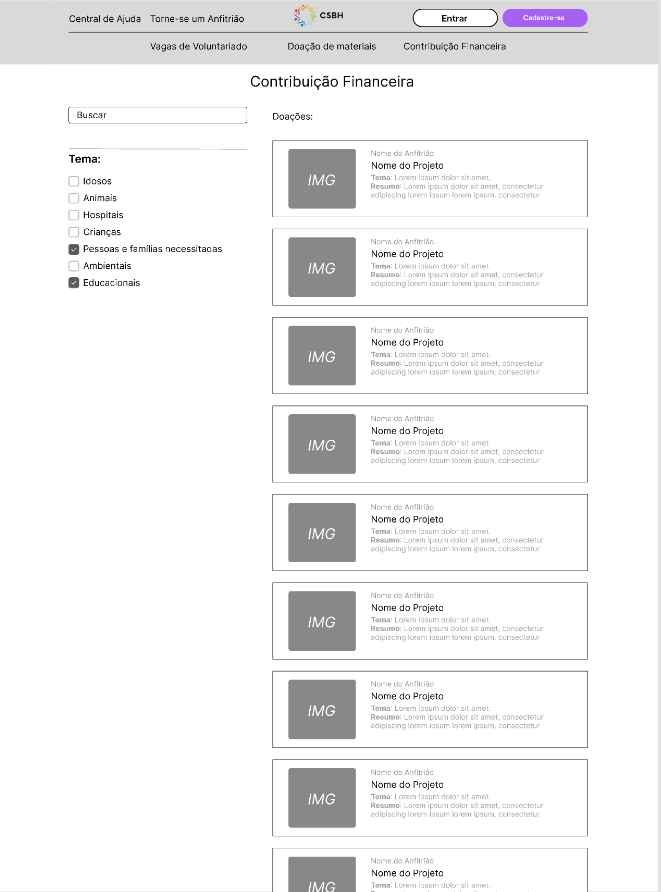 Central de Ajuda Torne-se um Anfitrião CSBH Entrar Cadastre-se
Vagas de Voluntariado Doação de materiais Contribuição Financeira
Contribuição Financeira
Buscar
Tema:
Idosos
Animais
Hospitais
Crianças
Pessoas e famílias necessitadas
Ambientais
Educacionais
Doações:
IMG
Nome do Anfitrião
Nome do Projeto
Tema: Lorem ipsum dolor sit amet.
Resumo: Lorem ipsum dolor sit amet, consectetur
adipiscing lorem ipsum lorem ipsum, consectetur
IMG
Nome do Anfitrião
Nome do Projeto
Tema: Lorem ipsum dolor sit amet.
Resumo: Lorem ipsum dolor sit amet, consectetur
adipiscing lorem ipsum lorem ipsum, consectetur
IMG
Nome do Anfitrião
Nome do Projeto
Tema: Lorem ipsum dolor sit amet.
Resumo: Lorem ipsum dolor sit amet, consectetur
adipiscing lorem ipsum lorem ipsum, consectetur
IMG
Nome do Anfitrião
Nome do Projeto
Tema: Lorem ipsum dolor sit amet.
Resumo: Lorem ipsum dolor sit amet, consectetur
adipiscing lorem ipsum lorem ipsum, consectetur
IMG
Nome do Anfitrião
Nome do Projeto
Tema: Lorem ipsum dolor sit amet.
Resumo: Lorem ipsum dolor sit amet, consectetur
adipiscing lorem ipsum lorem ipsum, consectetur
IMG
Nome do Anfitrião
Nome do Projeto
Tema: Lorem ipsum dolor sit amet.
Resumo: Lorem ipsum dolor sit amet, consectetur
adipiscing lorem ipsum lorem ipsum, consectetur
IMG
Nome do Anfitrião
Nome do Projeto
Tema: Lorem ipsum dolor sit amet.
Resumo: Lorem ipsum dolor sit amet, consectetur
adipiscing lorem ipsum lorem ipsum, consectetur
IMG
Nome do Anfitrião
Nome do Projeto
Tema: Lorem ipsum dolor sit amet.
Resumo: Lorem ipsum dolor sit amet, consectetur
adipiscing lorem ipsum lorem ipsum, consectetur
IMG
Nome do Anfitrião
Nome do Projeto
Tema: Lorem ipsum dolor sit amet.